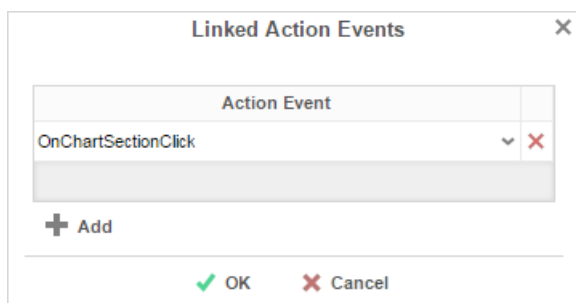 Linked Action Events
Action Event
OnChartSectionClick
Add
OK Cancel